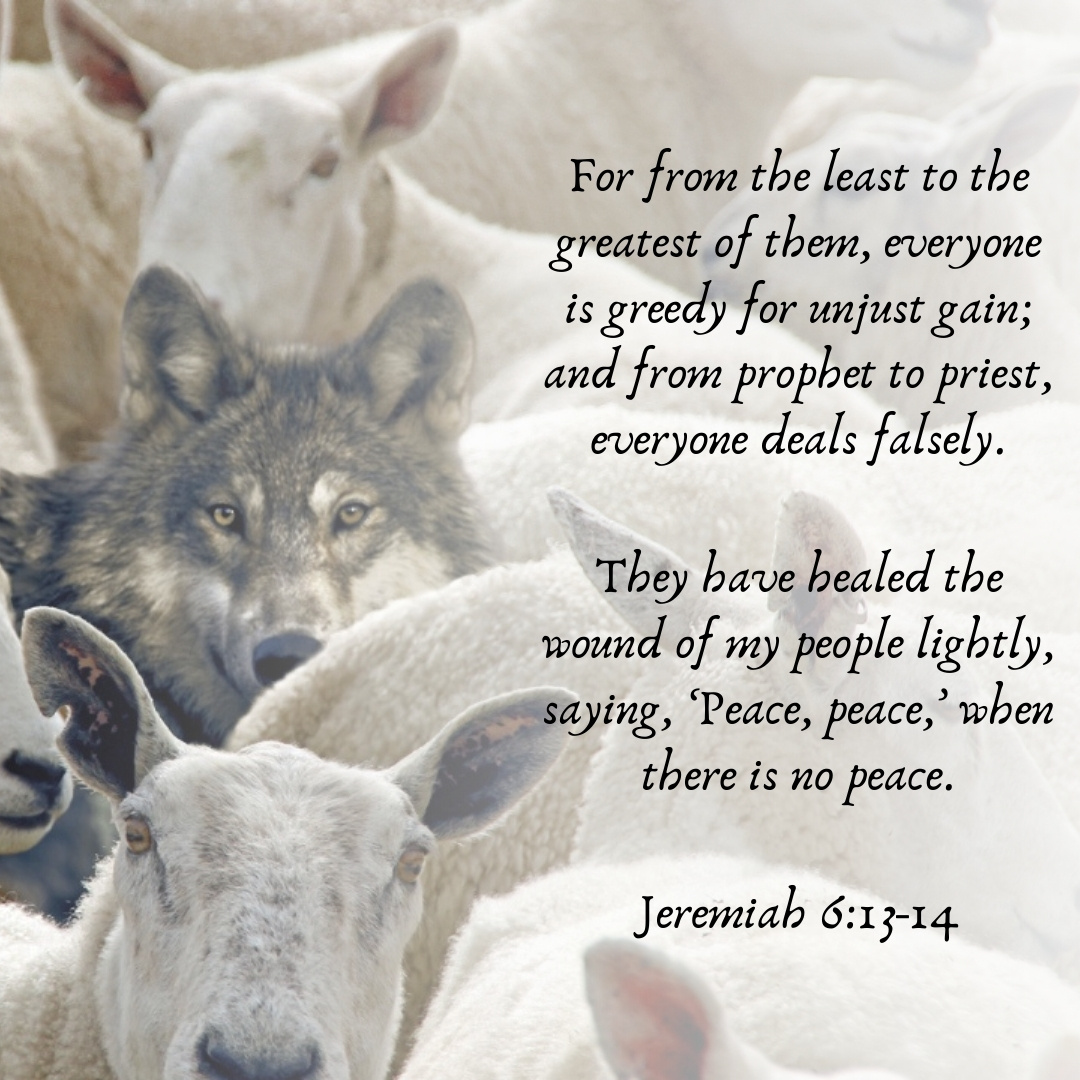 For from the least to the
greatest of them, everyone
is greedy for unjust gain;
and from prophet to priest,
everyone deals falsely.
They have healed the
wound of my people lightly,
saying, ‘Peace, peace,’ when
there is no peace.
Jeremiah 6:13-14